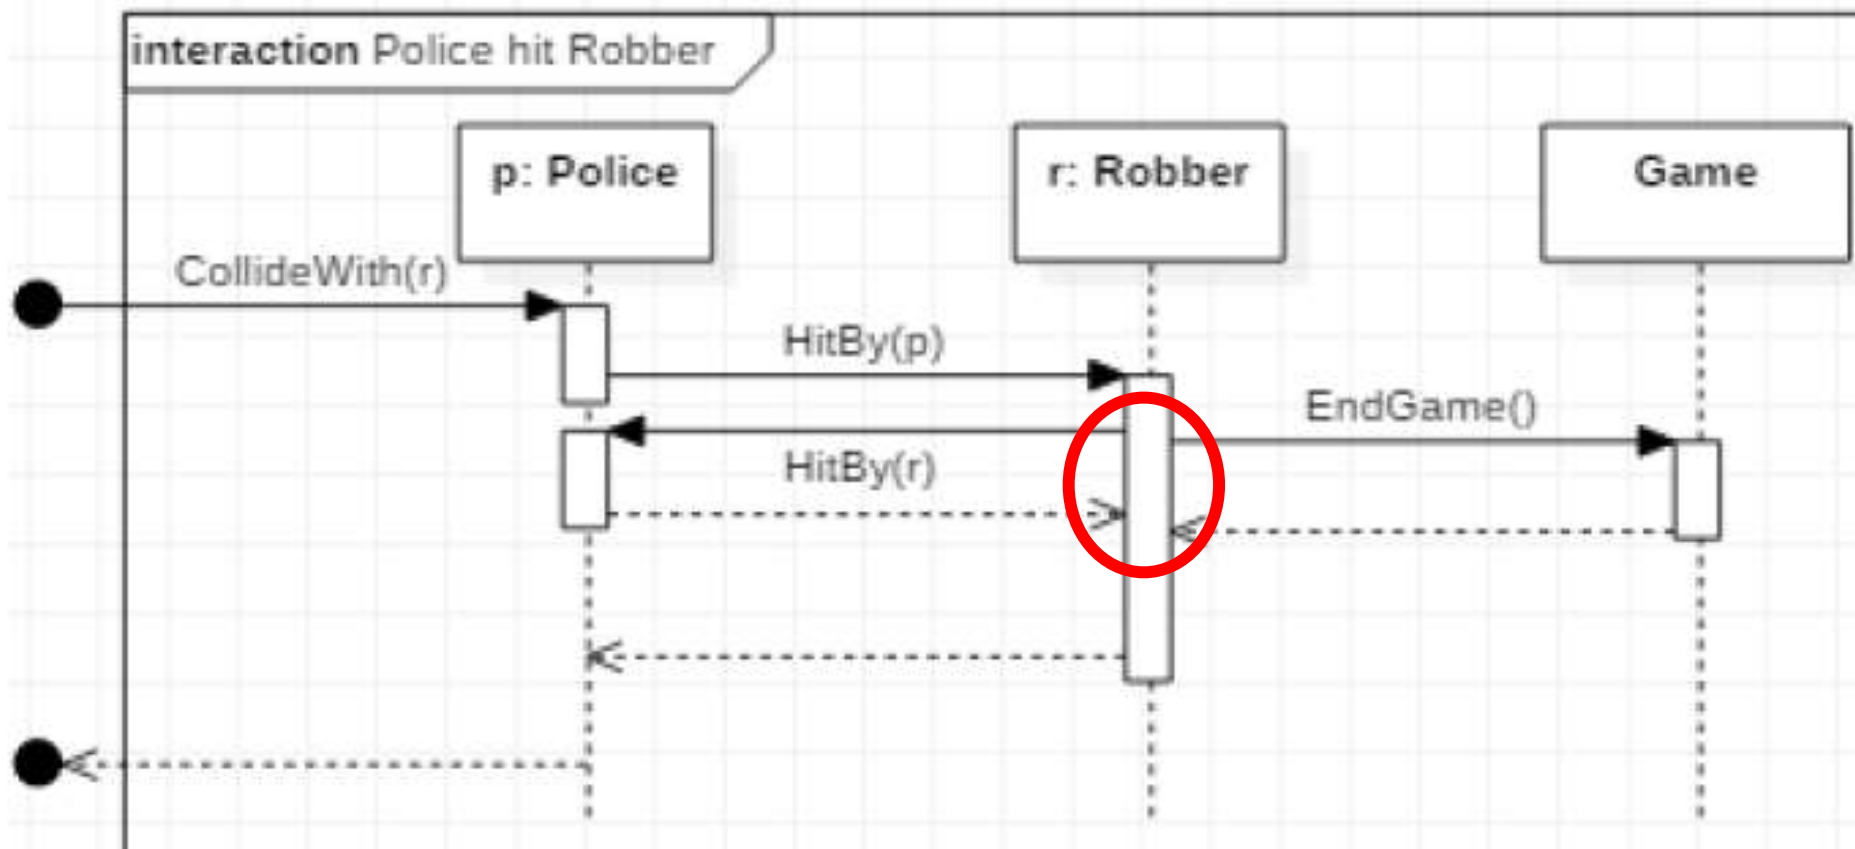 interaction Police hit Robber
p: Police
r: Robber
Game
CollideWith(r)
HitBy(p)
EndGame()
HitBy(r)